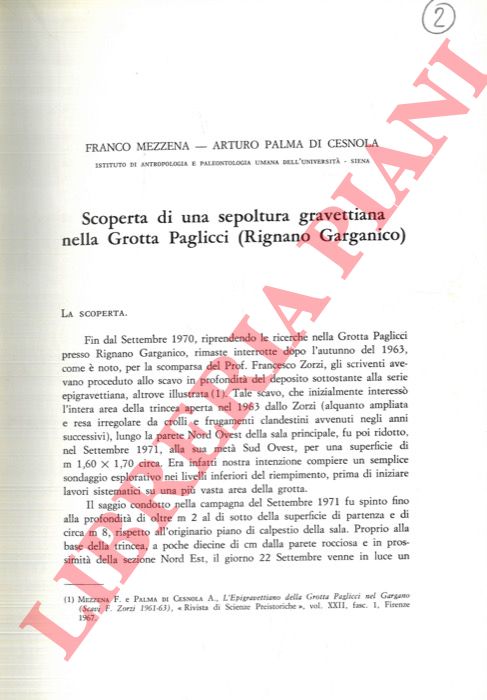 2
FRANCO MEZZENA — ARTURO PALMA DI CESNOLA
ISTITUTO DI ANTROPOLOGIA E PALEONTOLOGIA UMANA DELL'UNIVERSITÀ - SIENA
Scoperta di una sepoltura gravettiana
nella Grotta Paglicci (Rignano Garganico)
LA SCOPERTA.
Fin dal Settembre 1970, riprendendo le ricerche nella Grotta Paglicci
presso Rignano Garganico, rimaste interrotte dopo l'autunno del 1963,
come è noto, per la scomparsa del Prof. Francesco Zorzi, gli scriventi ave-
vano proceduto allo scavo in profondità del deposito sottostante alla serie
epigravettiana, altrove illustrata (1). Tale scavo, che inizialmente interessò
l'intera area della trincea aperta nel 1963 dallo Zorzi (alquanto ampliata
e resa irregolare da crolli e frugamenti clandestini avvenuti negli anni
successivi), lungo la parete Nord Ovest della sala principale, fu poi ridotto,
nel Settembre 1971, alla sua metà Sud Ovest, per una superficie di
m 1,60 × 1,70 circa. Era infatti nostra intenzione compiere un semplice
sondaggio esplorativo nei livelli inferiori del riempimento, prima di iniziare
lavori sistematici su una più vasta area della grotta.
Il saggio condotto nella campagna del Settembre 1971 fu spinto fino
alla profondità di oltre m 2 al di sotto della superficie di partenza e di
circa m 8, rispetto all'originario piano di calpestio della sala. Proprio alla
base della trincea, a poche diecine di cm dalla parete rocciosa e in pros-
simità della sezione Nord Est, il giorno 22 Settembre venne in luce un
(1) MEZZENA F. e PALMA DI CESNOLA A., L'Epigravettiano della Grotta Paglicci nel Gargano
(Scavi F. Zorzi 1961-63), « Rivista di Scienze Preistoriche », vol. XXII, fasc. 1, Firenze
1967.
LIBRERIA PIANI